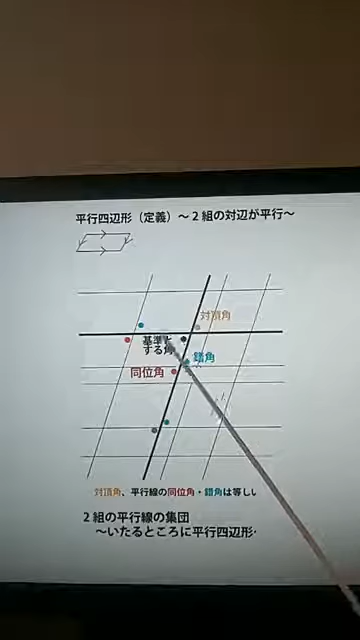 平行四辺形（定義）〜２組の対辺が平行〜
対頂角
基準と
する角
錯角
同位角
対頂角、平行線の同位角・錯角は等しい
２組の平行線の集団
〜いたるところに平行四辺形・